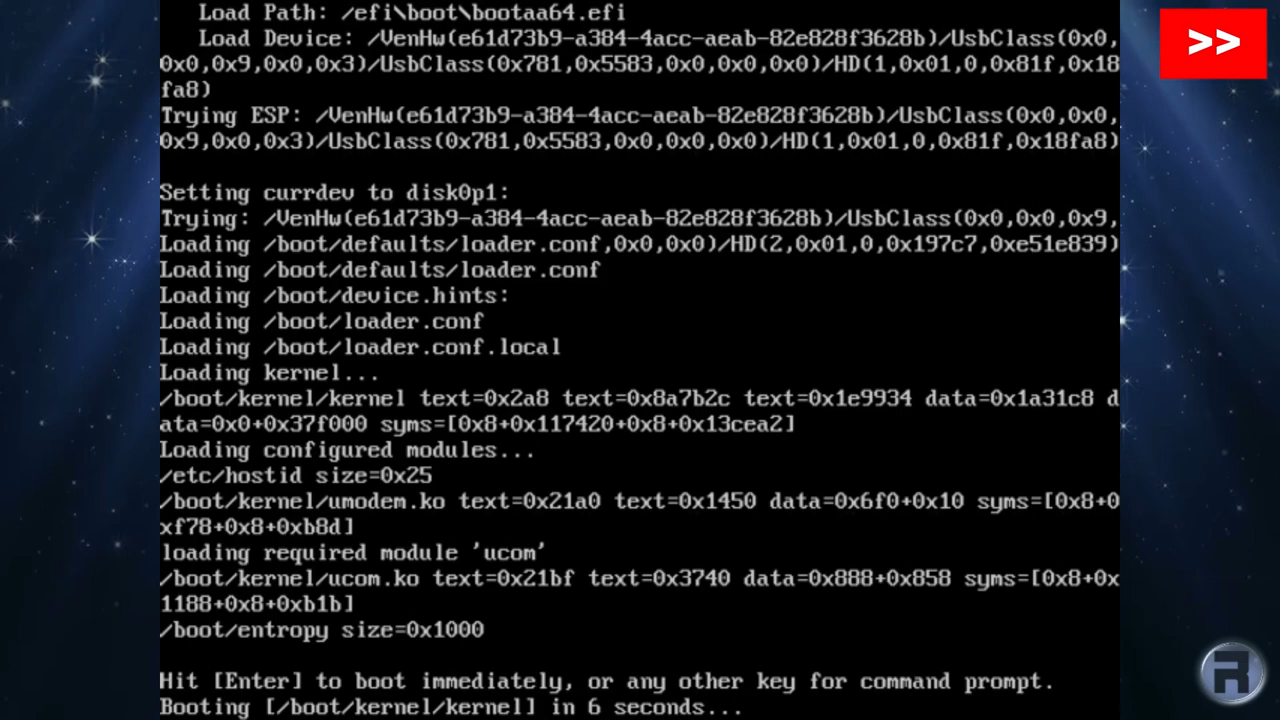 Load Path: /efi\boot\bootaa64.efi
>>
Load Device: /VenHw(e61d73b9-a384-4acc-aeab-82e828f3628b)/UsbClass(0x0,
0x0,0x9,0x0,0x3)/UsbClass(0x781,0x5583,0x0,0x0,0x0)/HD(1,0x01,0,0x81f,0x18
fa8)
Trying ESP: /VenHw(e61d73b9-a384-4acc-aeab-82e828f3628b)/UsbClass(0x0,0x0,
0x9,0x0,0x3)/UsbClass(0x781,0x5583,0x0,0x0,0x0)/HD(1,0x01,0,0x81f,0x18fa8)
Setting currdev to disk0p1:
Trying: /VenHw(e61d73b9-a384-4acc-aeab-82e828f3628b)/UsbClass(0x0,0x0,0x9,
Loading /boot/defaults/loader.conf,0x0,0x0)/HD(2,0x01,0,0x197c7,0xe51e839)
Loading /boot/defaults/loader.conf
Loading /boot/device.hints:
Loading /boot/loader.conf
Loading /boot/loader.conf.local
Loading kernel...
/boot/kernel/kernel text=0x2a8 text=0x8a7b2c text=0x1e9934 data=0x1a31c8 d
ata=0x0+0x37f000 syms=[0x8+0x117420+0x8+0x13cea2]
Loading configured modules...
/etc/hostid size=0x25
/boot/kernel/umodem.ko text=0x21a0 text=0x1450 data=0x6f0+0x10 syms=[0x8+0
xf78+0x8+0xb8d]
loading required module 'ucom'
/boot/kernel/ucom.ko text=0x21bf text=0x3740 data=0x888+0x858 syms=[0x8+0x
1188+0x8+0xb1b]
/boot/entropy size=0x1000
Hit [Enter] to boot immediately, or any other key for command prompt.
Booting [/boot/kernel/kernel] in 6 seconds...
R